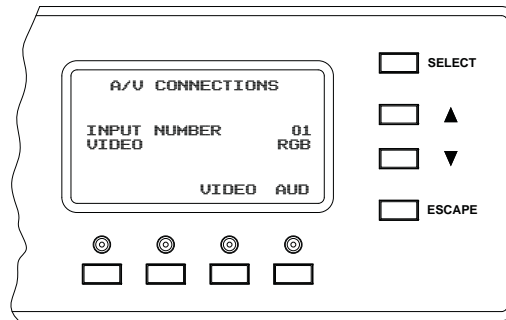 A/V CONNECTIONS
INPUT NUMBER 01
VIDEO RGB
VIDEO AUD
SELECT
▲
▼
ESCAPE